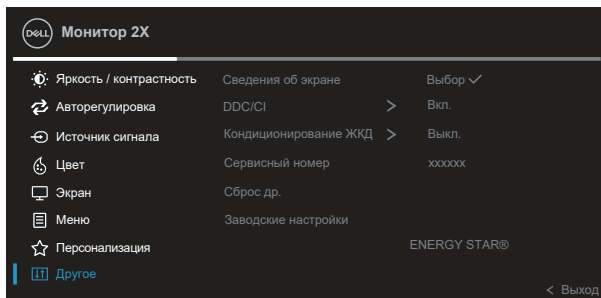 DELL Монитор 2X
Яркость / контрастность Сведения об экране Выбор ✓
Авторегулировка DDC/CI > Вкл.
Источник сигнала Кондиционирование ЖКД > Выкл.
Цвет Сервисный номер xxxxxx
Экран Сброс др.
Меню Заводские настройки
Персонализация ENERGY STAR®
Другое
< Выход